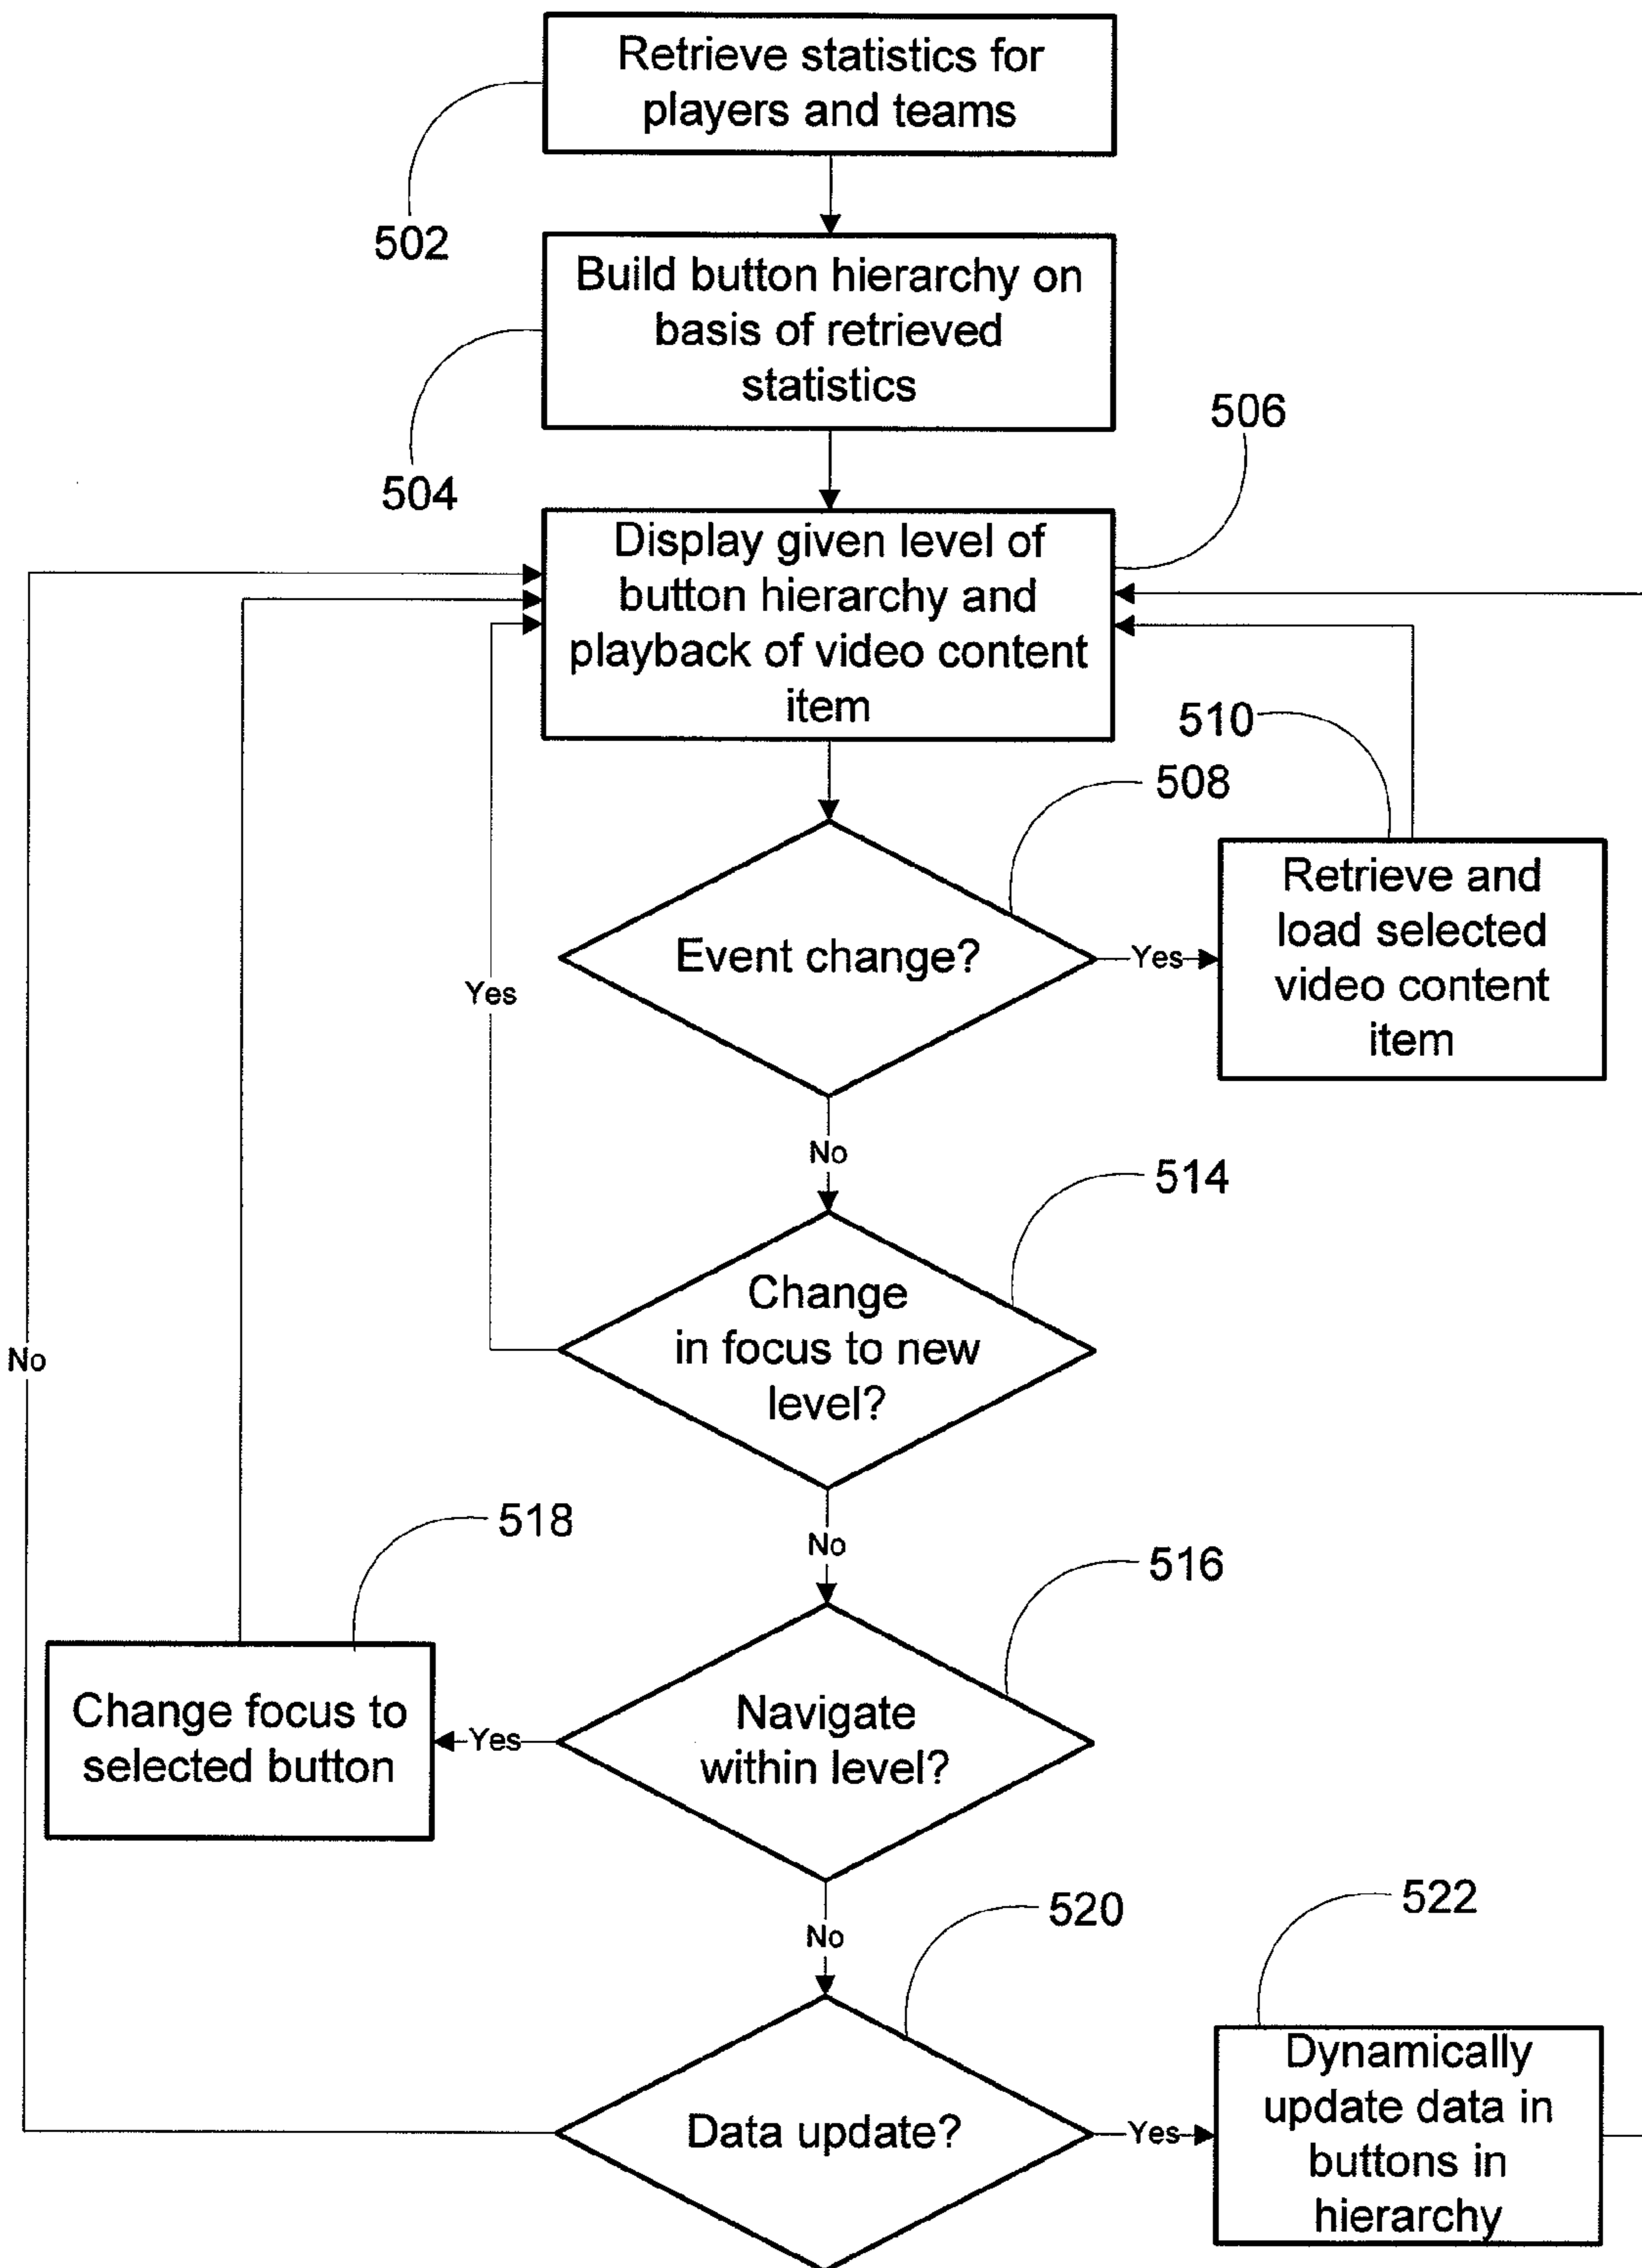 Retrieve statistics for
players and teams
502
Build button hierarchy on
basis of retrieved
statistics
504
506
Display given level of
button hierarchy and
playback of video content
item
510
508
Retrieve and
load selected
video content
item
Event change?
Yes
Yes
No
514
Change
in focus to new
level?
No
No
518
516
Change focus to
selected button
Yes
Navigate
within level?
No
520
522
Data update?
Yes
Dynamically
update data in
buttons in
hierarchy